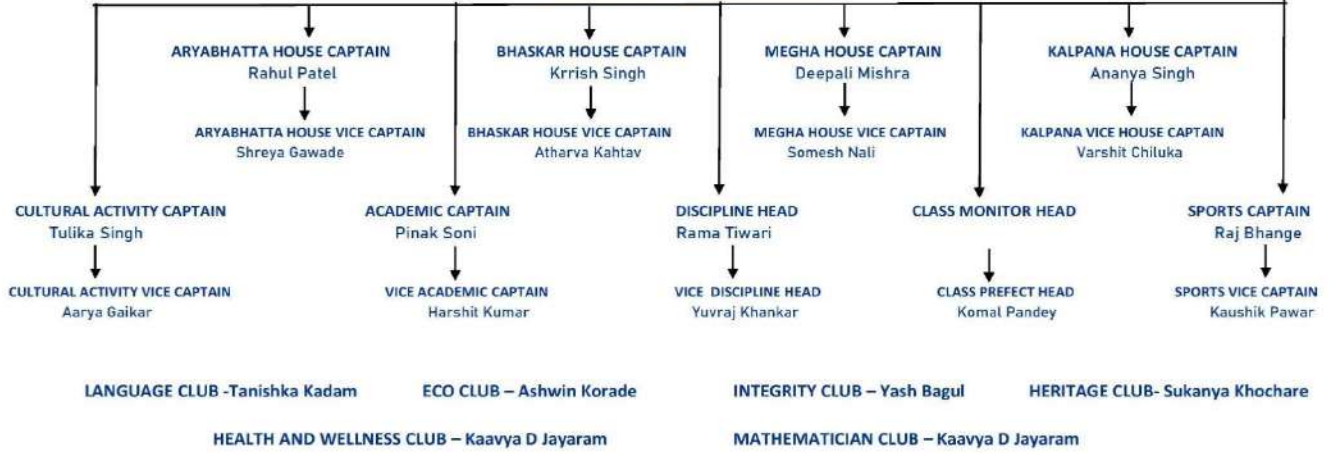 ARYABHATTA HOUSE CAPTAIN
Rahul Patel
BHASKAR HOUSE CAPTAIN
Krrish Singh
MEGHA HOUSE CAPTAIN
Deepali Mishra
KALPANA HOUSE CAPTAIN
Ananya Singh
ARYABHATTA HOUSE VICE CAPTAIN
Shreya Gawade
BHASKAR HOUSE VICE CAPTAIN
Atharva Kahtav
MEGHA HOUSE VICE CAPTAIN
Somesh Nali
KALPANA VICE HOUSE CAPTAIN
Varshit Chiluka
CULTURAL ACTIVITY CAPTAIN
Tulika Singh
ACADEMIC CAPTAIN
Pinak Soni
DISCIPLINE HEAD
Rama Tiwari
CLASS MONITOR HEAD
SPORTS CAPTAIN
Raj Bhange
CULTURAL ACTIVITY VICE CAPTAIN
Aarya Gaikar
VICE ACADEMIC CAPTAIN
Harshit Kumar
VICE DISCIPLINE HEAD
Yuvraj Khankar
CLASS PREFECT HEAD
Komal Pandey
SPORTS VICE CAPTAIN
Kaushik Pawar
LANGUAGE CLUB -Tanishka Kadam
ECO CLUB – Ashwin Korade
INTEGRITY CLUB – Yash Bagul
HERITAGE CLUB- Sukanya Khochare
HEALTH AND WELLNESS CLUB – Kaavya D Jayaram
MATHEMATICIAN CLUB – Kaavya D Jayaram